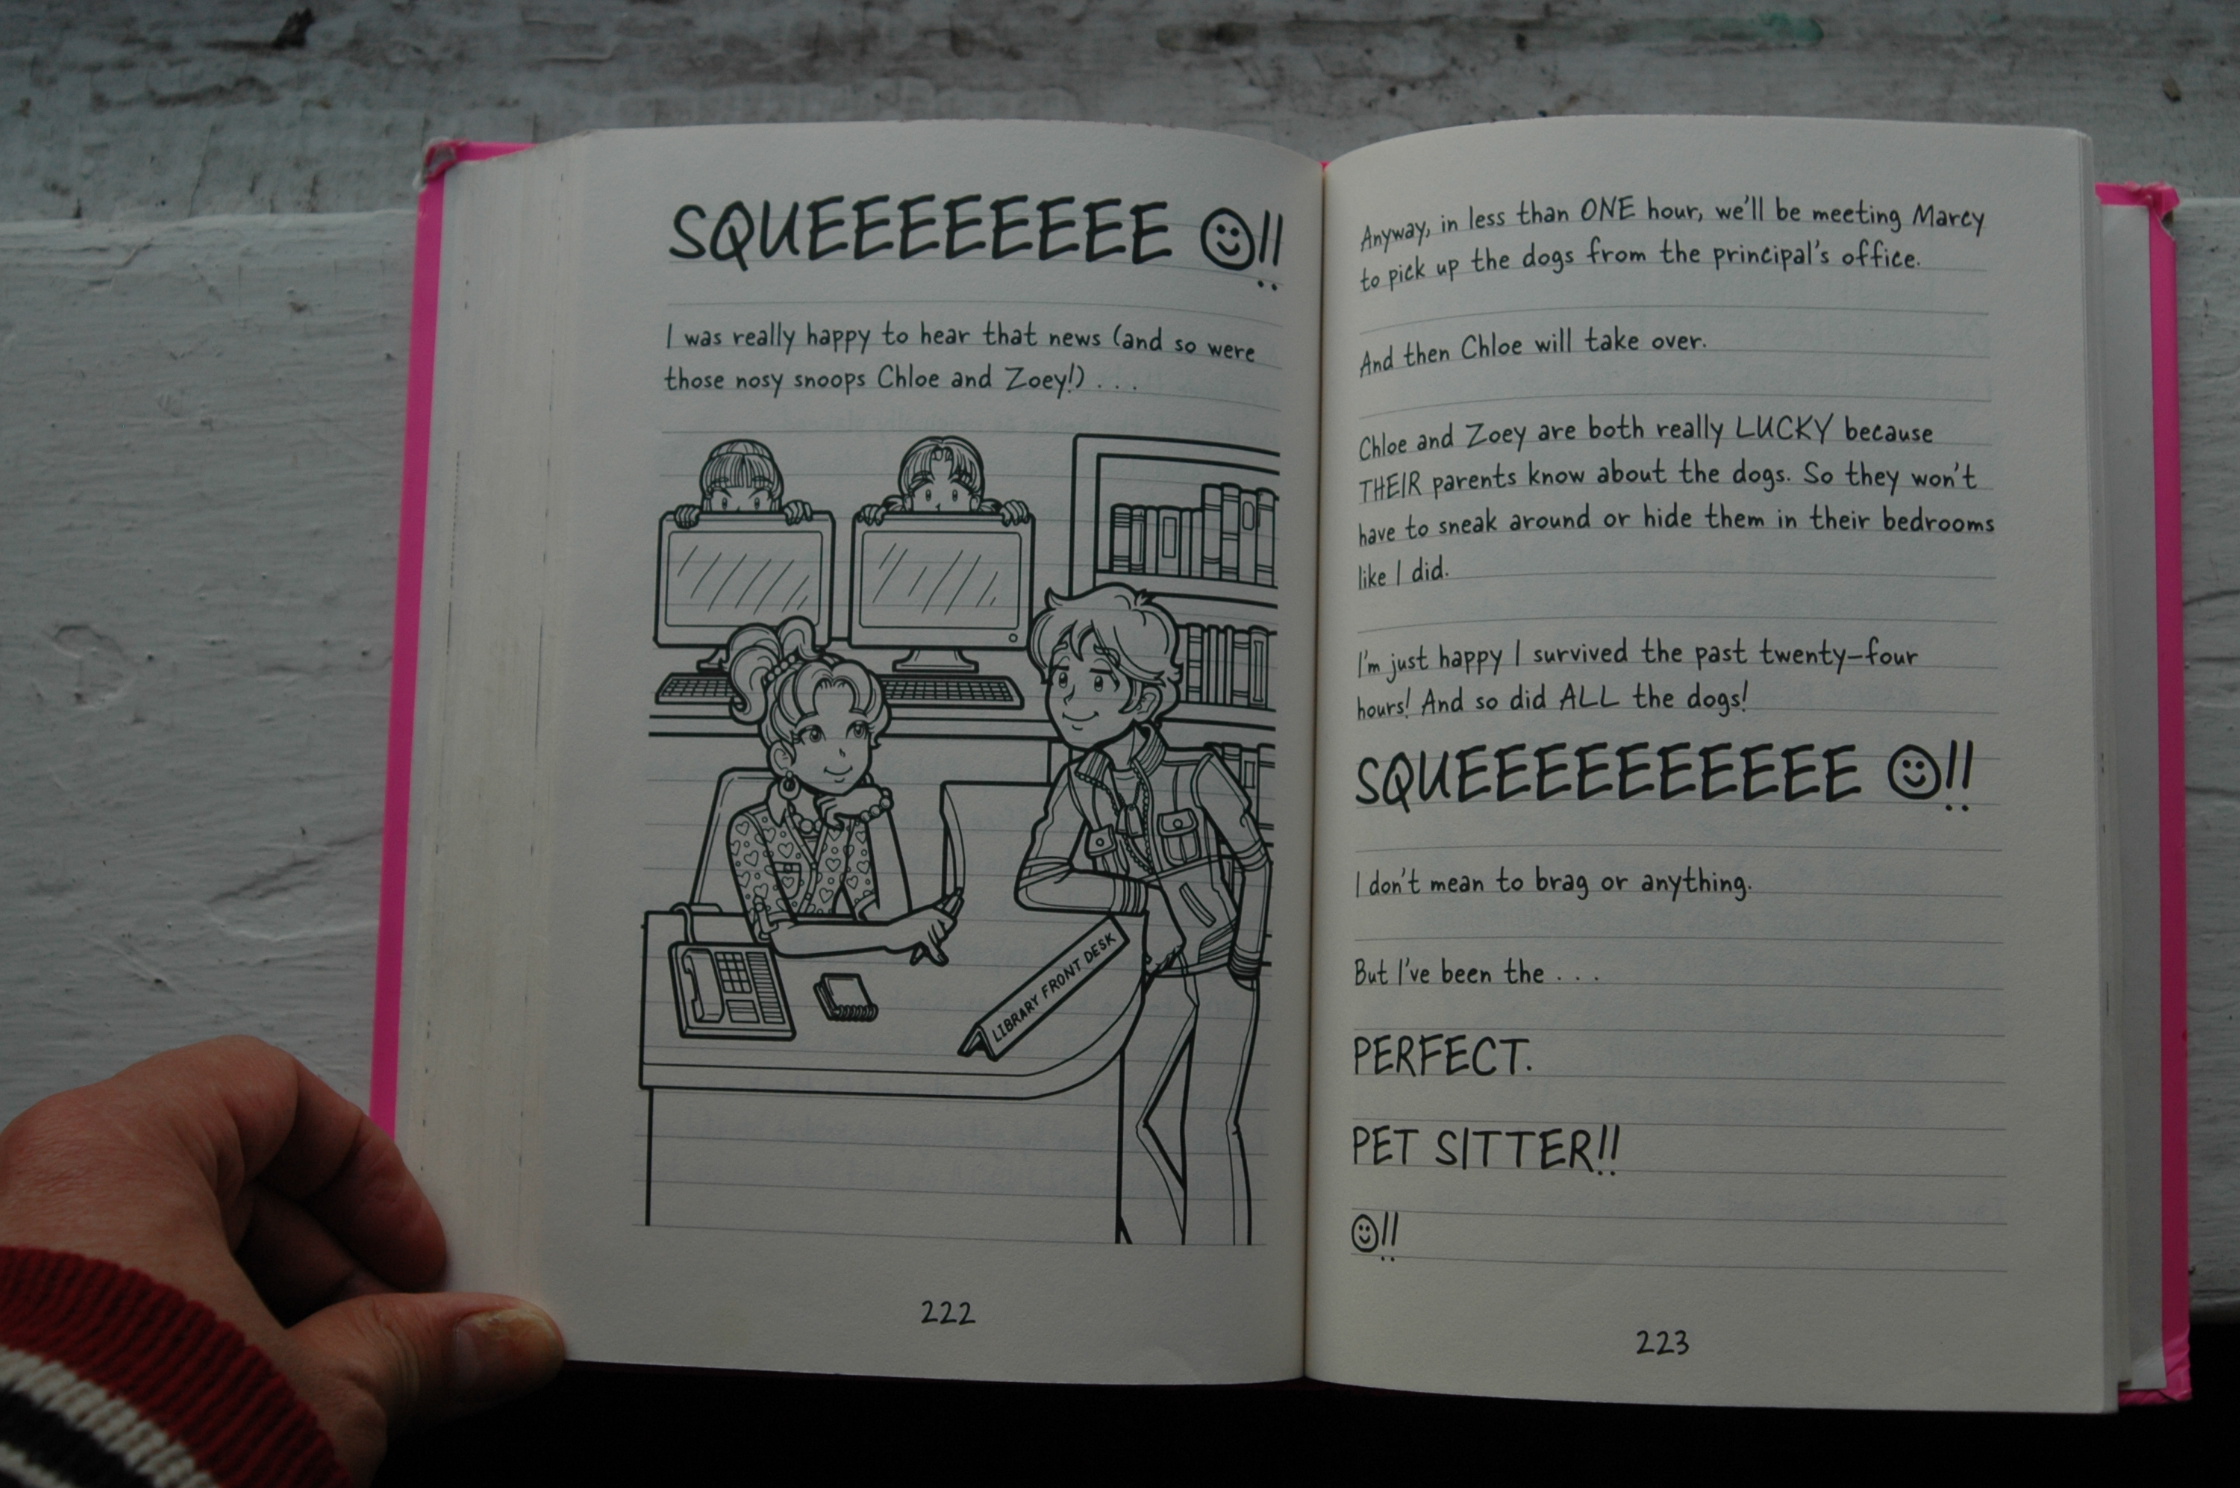 SQUEEEEEEEEE ☺!!
I was really happy to hear that news (and so were
those nosy snoops Chloe and Zoey!) . . .
LIBRARY FRONT DESK
222
Anyway, in less than ONE hour, we'll be meeting Marcy
to pick up the dogs from the principal's office.
And then Chloe will take over.
Chloe and Zoey are both really LUCKY because
THEIR parents know about the dogs. So they won't
have to sneak around or hide them in their bedrooms
like I did.
I'm just happy I survived the past twenty-four
hours! And so did ALL the dogs!
SQUEEEEEEEEEEE ☺!!
I don't mean to brag or anything.
But I've been the . . .
PERFECT.
PET SITTER!!
☺!!
223